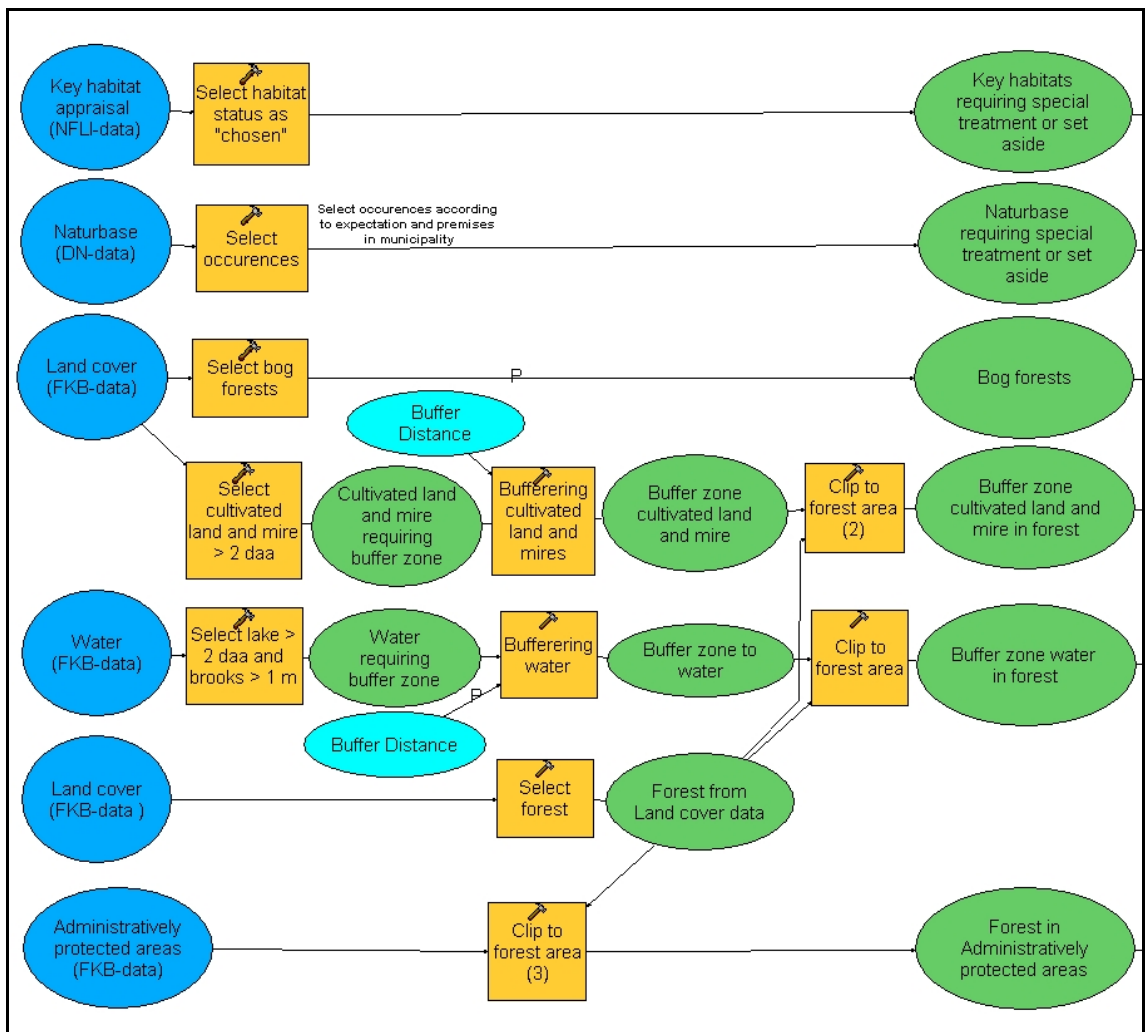 Key habitat
appraisal
(NFLI-data)
Select habitat
status as
"chosen"
Key habitats
requiring special
treatment or set
aside
Naturbase
(DN-data)
Select
occurences
Select occurences according
to expectation and premises
in municipality
Naturbase
requiring special
treatment or set
aside
Land cover
(FKB-data)
Select bog
forests
P
Bog forests
Buffer
Distance
Select
cultivated
land and mire
> 2 daa
Cultivated land
and mire
requiring
buffer zone
Bufferering
cultivated
land and
mires
Buffer zone
cultivated land
and mire
Clip to
forest area
(2)
Buffer zone
cultivated land and
mire in forest
Water
(FKB-data)
Select lake >
2 daa and
brooks > 1 m
Water
requiring
buffer zone
Bufferering
water
Buffer zone to
water
Clip to
forest area
Buffer zone water
in forest
P
Buffer Distance
Land cover
(FKB-data )
Select
forest
Forest from
Land cover data
Administratively
protected areas
(FKB-data)
Clip to
forest area
(3)
Forest in
Administratively
protected areas